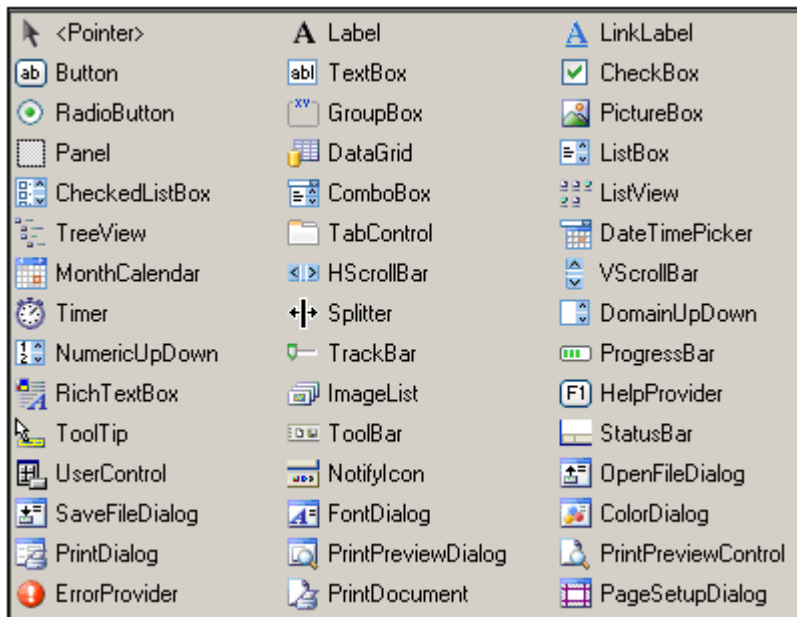 <Pointer> Label LinkLabel
Button TextBox CheckBox
RadioButton GroupBox PictureBox
Panel DataGrid ListBox
CheckedListBox ComboBox ListView
TreeView TabControl DateTimePicker
MonthCalendar HScrollBar VScrollBar
Timer Splitter DomainUpDown
NumericUpDown TrackBar ProgressBar
RichTextBox ImageList HelpProvider
ToolTip ToolBar StatusBar
UserControl NotifyIcon OpenFileDialog
SaveFileDialog FontDialog ColorDialog
PrintDialog PrintPreviewDialog PrintPreviewControl
ErrorProvider PrintDocument PageSetupDialog